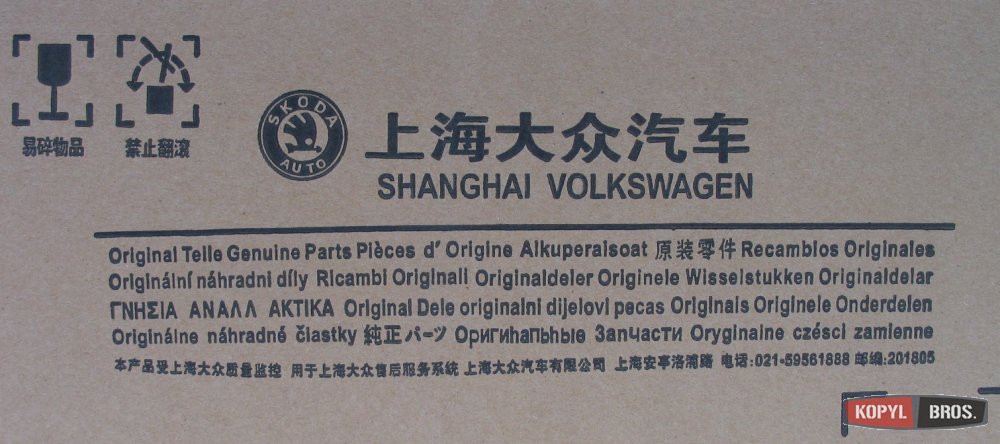 易碎物品
禁止翻滚
SKODA
AUTO
上海大众汽车
SHANGHAI VOLKSWAGEN
Original Teile Genuine Parts Pièces d' Origine Alkuperaisoat 原装零件 Recambios Originales
Originální náhradni díly Ricambi Originali Originaldeler Originele Wisselstukken Originaldelar
ΓΝΗΣΙΑ ΑΝΑΛΛ ΑΚΤΙΚΑ Original Dele originalni dijelovi pecas Originais Originele Onderdelen
Originálne náhradné čiastky 純正パーツ Оригиһапьһые Запчасти Oryginalne czésci zamienne
本产品受上海大众质量监控 用于上海大众售后服务系统 上海大众汽车有限公司 上海安亭洛浦路 电话:021-59561888 邮编:201805
KOPYL BROS.